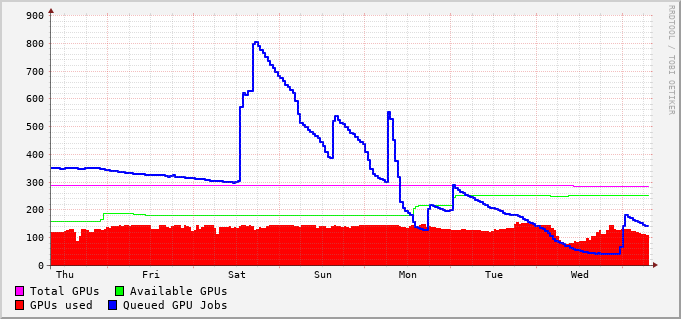 900
800
700
600
500
400
300
200
100
0
Thu Fri Sat Sun Mon Tue Wed
Total GPUs Available GPUs
GPUs used Queued GPU Jobs
RRDTOOL / TOBI OETIKER